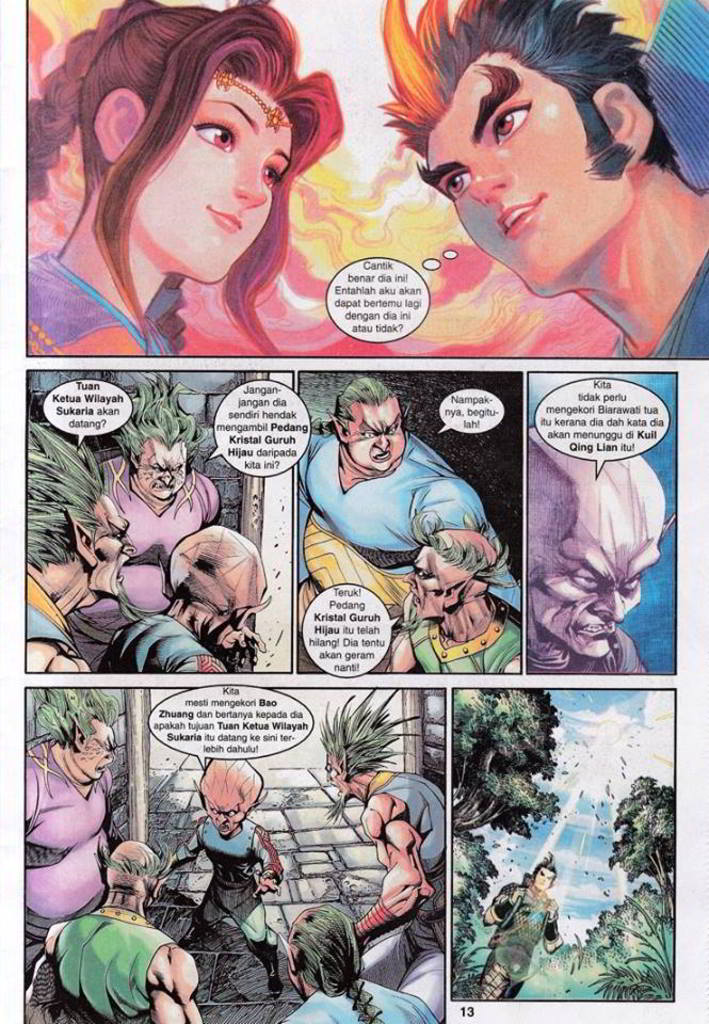 Cantik
benar dia ini!
Entahlah aku akan
dapat bertemu lagi
dengan dia ini
atau tidak?
Tuan
Ketua Wilayah
Sukaria akan
datang?
Jangan-
jangan dia
sendiri hendak
mengambil Pedang
Kristal Guruh
Hijau daripada
kita ini?
Nampak-
nya, begitu-
lah!
Teruk!
Pedang
Kristal Guruh
Hijau itu telah
hilang! Dia tentu
akan geram
nanti!
Kita
tidak perlu
mengekori Biarawati tua
itu kerana dia dah kata dia
akan menunggu di Kuil
Qing Lian itu!
Kita
mesti mengekori Bao
Zhuang dan bertanya kepada dia
apakah tujuan Tuan Ketua Wilayah
Sukaria itu datang ke sini ter-
lebih dahulu!
13